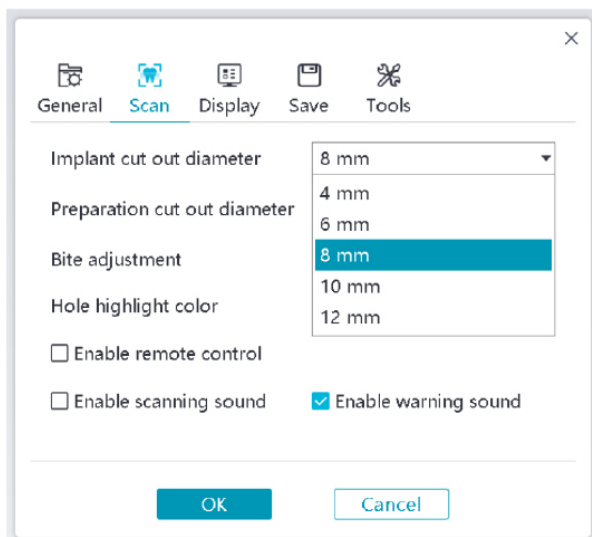 General Scan Display Save Tools
Implant cut out diameter 8 mm
4 mm
Preparation cut out diameter
6 mm
Bite adjustment 8 mm
10 mm
Hole highlight color
12 mm
Enable remote control
Enable scanning sound Enable warning sound
OK Cancel